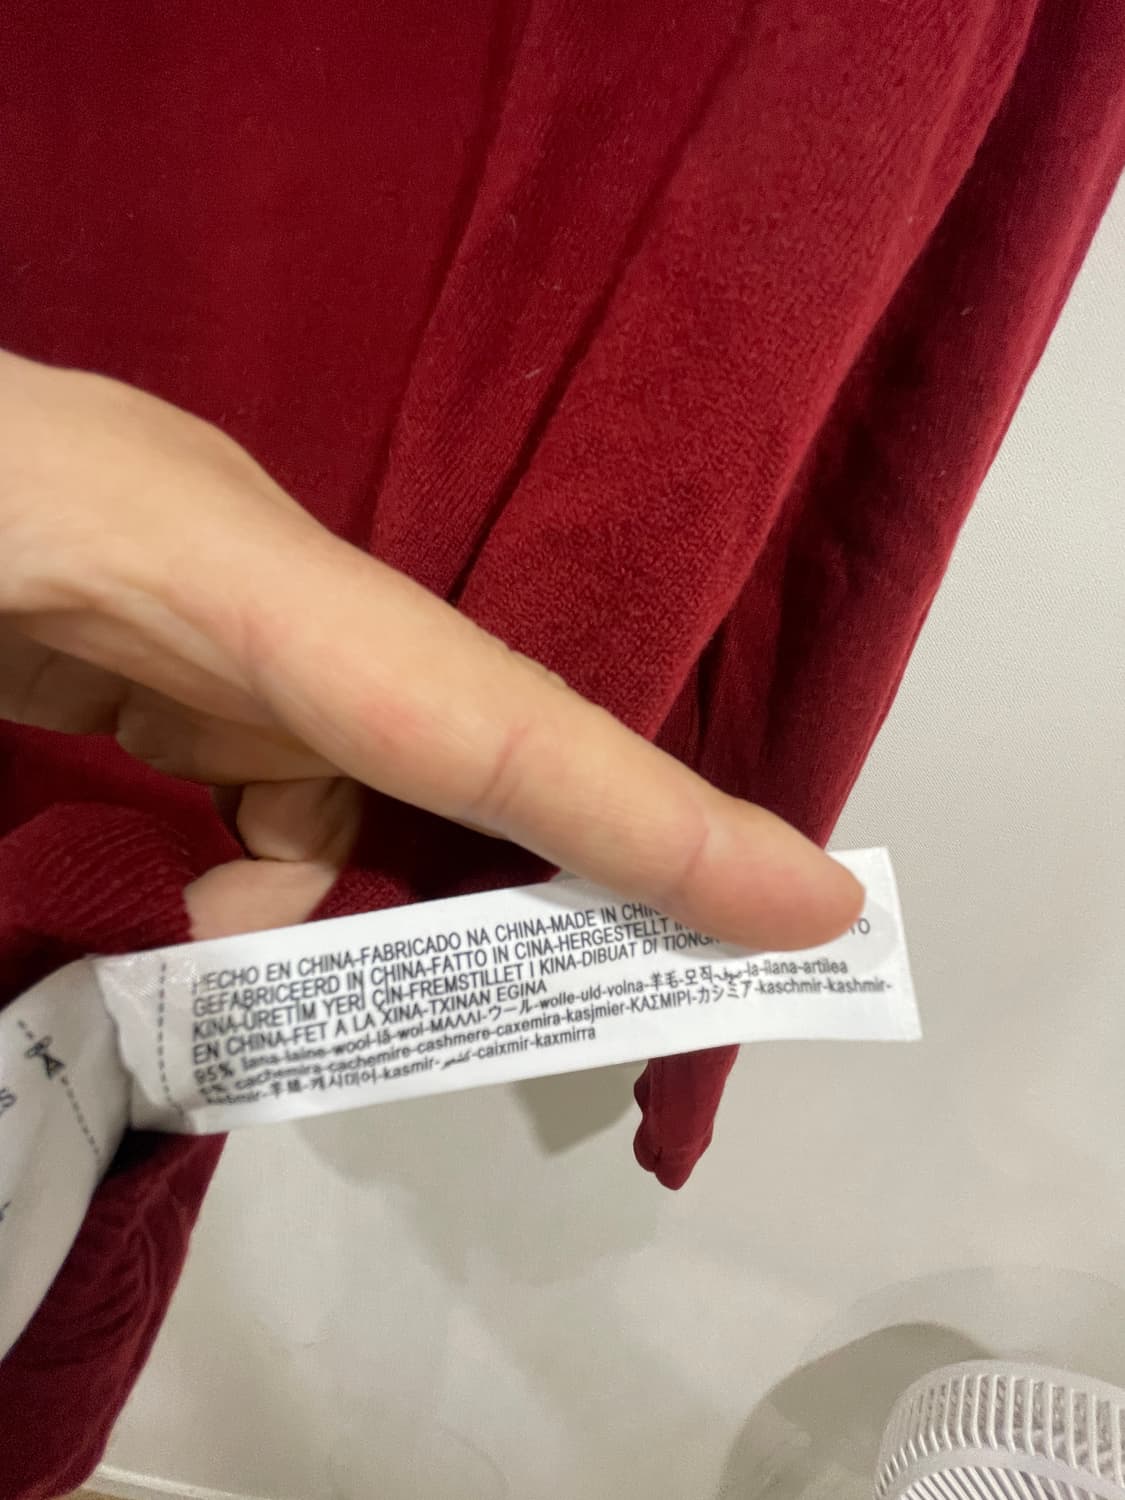 HECHO EN CHINA-FABRICADO NA CHINA-MADE IN
GEFABRICEERD IN CHINA-FATTO IN CINA-HERGESTELLT
KINA-ÜRETİM YERİ ÇİN-FREMSTILLET I KINA-DIBUAT DI
EN CHINA-FET A LA XINA-TXINAN EGINA
95% lana-laine-wool-lã-wol-ΜΑΛΛΙ-ウール-wolle-uld-volna-羊毛-모직-la-llana-artilea
5% cachemira-cachemire-cashmere-caxemira-kasjmier-ΚΑΣΜΙΡΙ-カシミア-kaschmir-kashmir-
kašmir-羊绒-캐시미어-kasmir-caixmir-kaxmirra